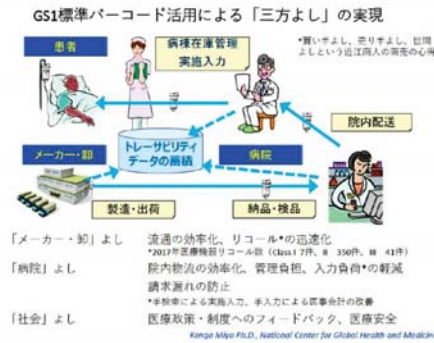 GS1標準バーコード活用による「三方よし」の実現
*買い手よし、売り手よし、世間
よしという近江商人の商売の心得
患者
病棟在庫管理
実施入力
院内配送
メーカー・卸
トレーサビリティ
データの蓄積
病院
製造・出荷
納品・検品
「メーカー・卸」よし 流通の効率化、リコール*の迅速化
*2017年医療機器リコール数(Class I 7件、II 350件、III 41件)
「病院」よし 院内物流の効率化、管理負担、入力負荷*の軽減
請求漏れの防止
*手検索による実施入力、手入力による医事会計の改善
「社会」よし 医療政策・制度へのフィードバック、医療安全
Kengo Miyo Ph.D., National Center for Global Health and Medicine